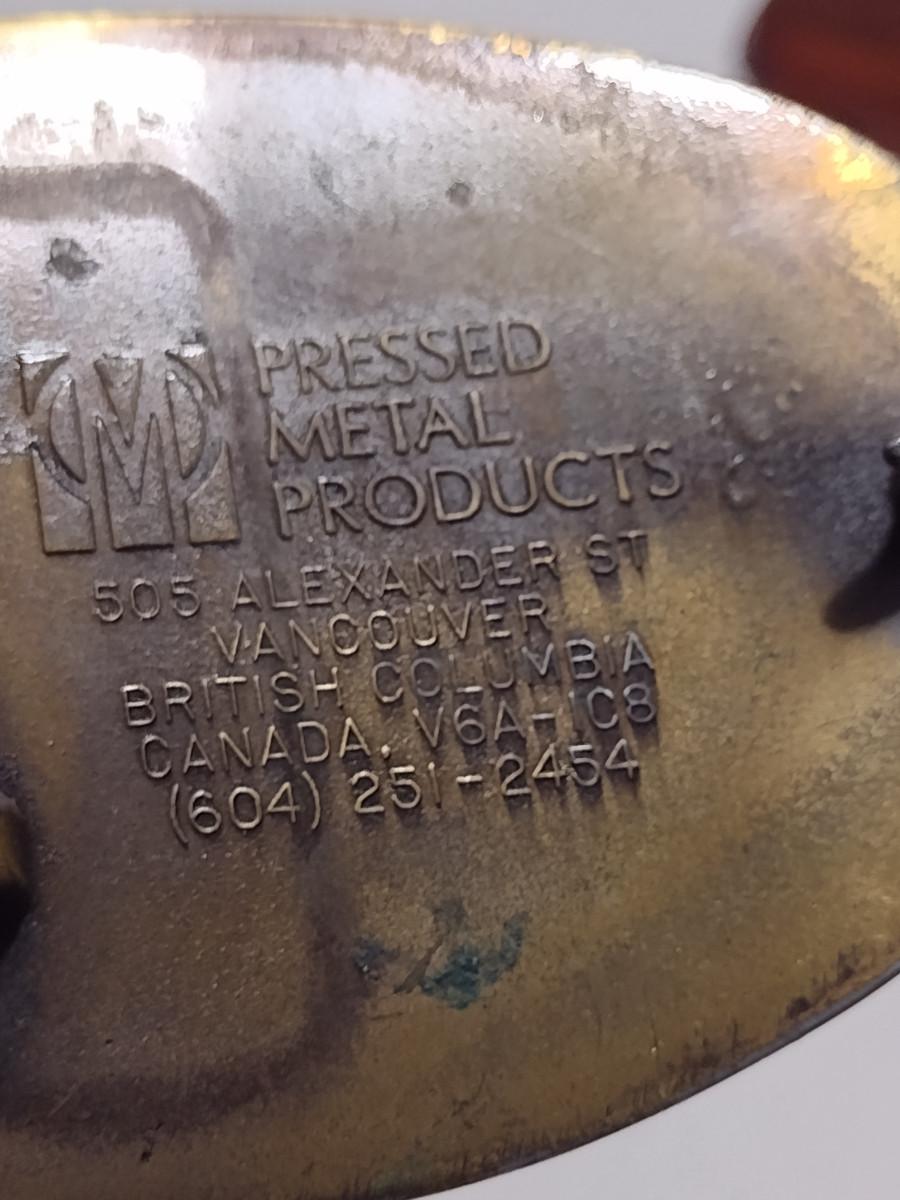 M
PRESSED
METAL
PRODUCTS
505 ALEXANDER ST
VANCOUVER
BRITISH COLUMBIA
CANADA, V6A-1C8
(604) 251-2454